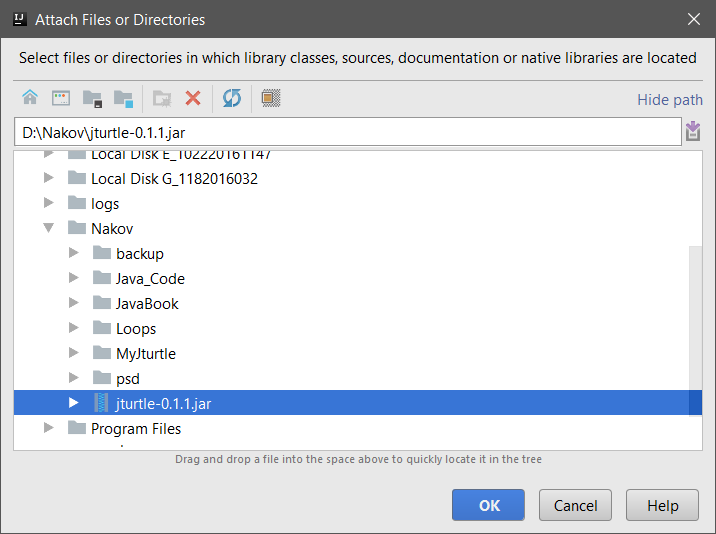 IJ
Attach Files or Directories
Select files or directories in which library classes, sources, documentation or native libraries are located
Hide path
D:\Nakov\jturtle-0.1.1.jar
Local Disk E_102220161147
Local Disk G_1182016032
logs
Nakov
backup
Java_Code
JavaBook
Loops
MyJturtle
psd
jturtle-0.1.1.jar
Program Files
Drag and drop a file into the space above to quickly locate it in the tree
OK
Cancel
Help